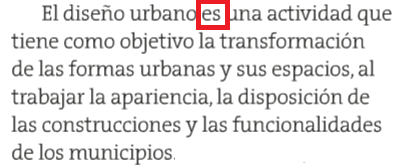 El diseño urbano es una actividad que
tiene como objetivo la transformación
de las formas urbanas y sus espacios, al
trabajar la apariencia, la disposición de
las construcciones y las funcionalidades
de los municipios.